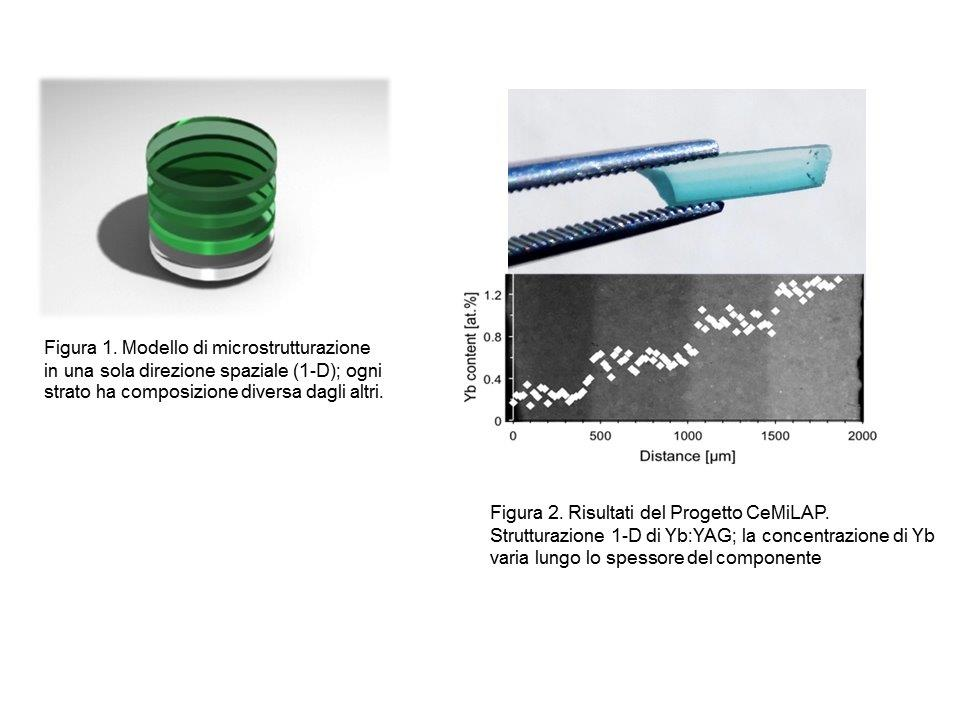 Figura 1. Modello di microstrutturazione
in una sola direzione spaziale (1-D); ogni
strato ha composizione diversa dagli altri.
Yb content [at.%]
1.2
0.8
0.4
0
0 500 1000 1500 2000
Distance [µm]
Figura 2. Risultati del Progetto CeMiLAP.
Strutturazione 1-D di Yb:YAG; la concentrazione di Yb
varia lungo lo spessore del componente